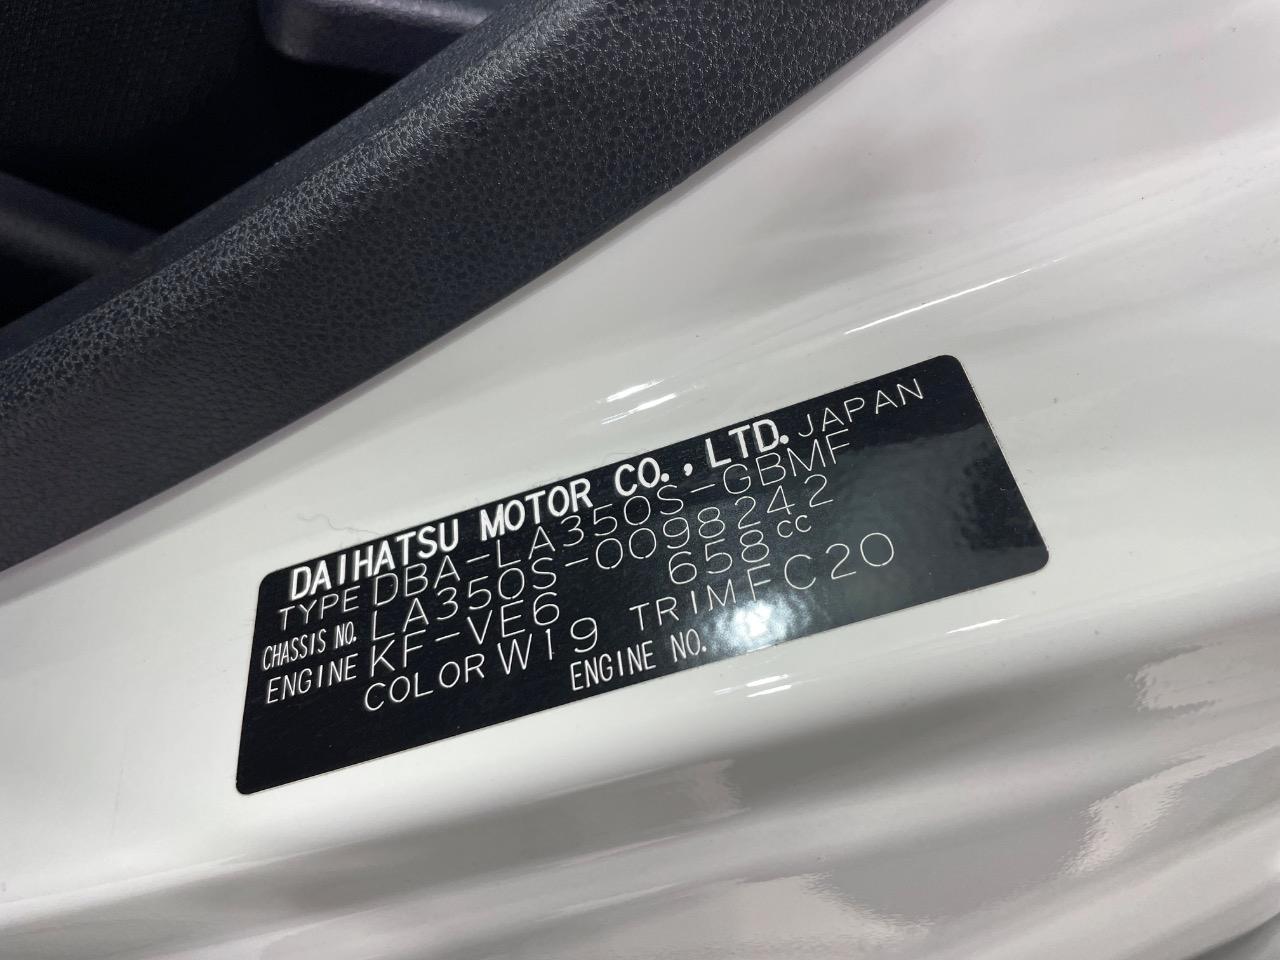 DAIHATSU MOTOR CO., LTD. JAPAN
TYPE DBA-LA350S-GBMF
CHASSIS NO. LA350S-0098242
ENGINE KF-VE6 658cc
COLOR W19 TRIM FC20
ENGINE NO.